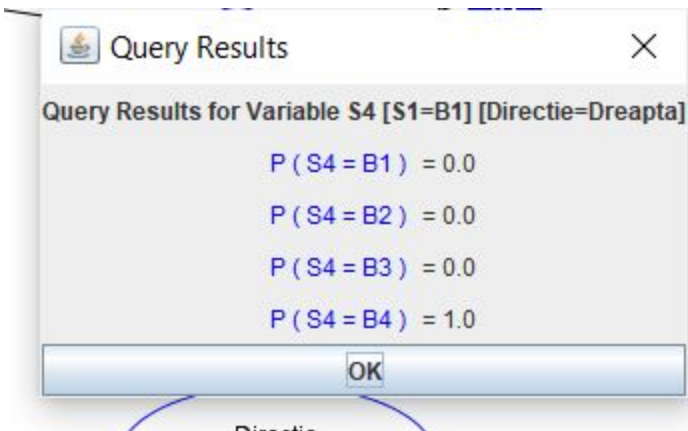 Query Results
Query Results for Variable S4 [S1=B1] [Directie=Dreapta]
P ( S4 = B1 ) = 0.0
P ( S4 = B2 ) = 0.0
P ( S4 = B3 ) = 0.0
P ( S4 = B4 ) = 1.0
OK
Directie